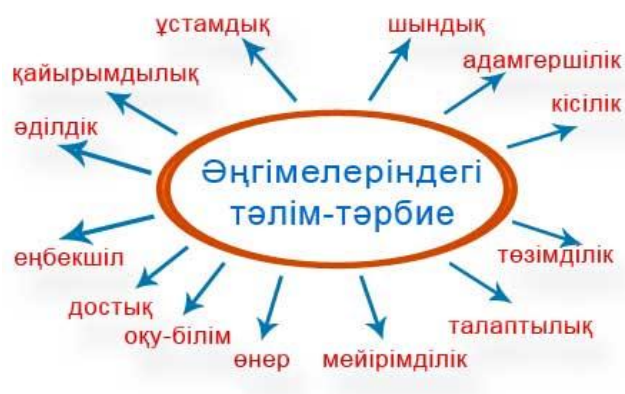 ұстамдық
шындық
қайырымдылық
адамгершілік
әділдік
кісілік
Әңгімелеріндегі
тәлім-тәрбие
еңбекшіл
төзімділік
достық
оқу-білім
талаптылық
өнер
мейірімділік